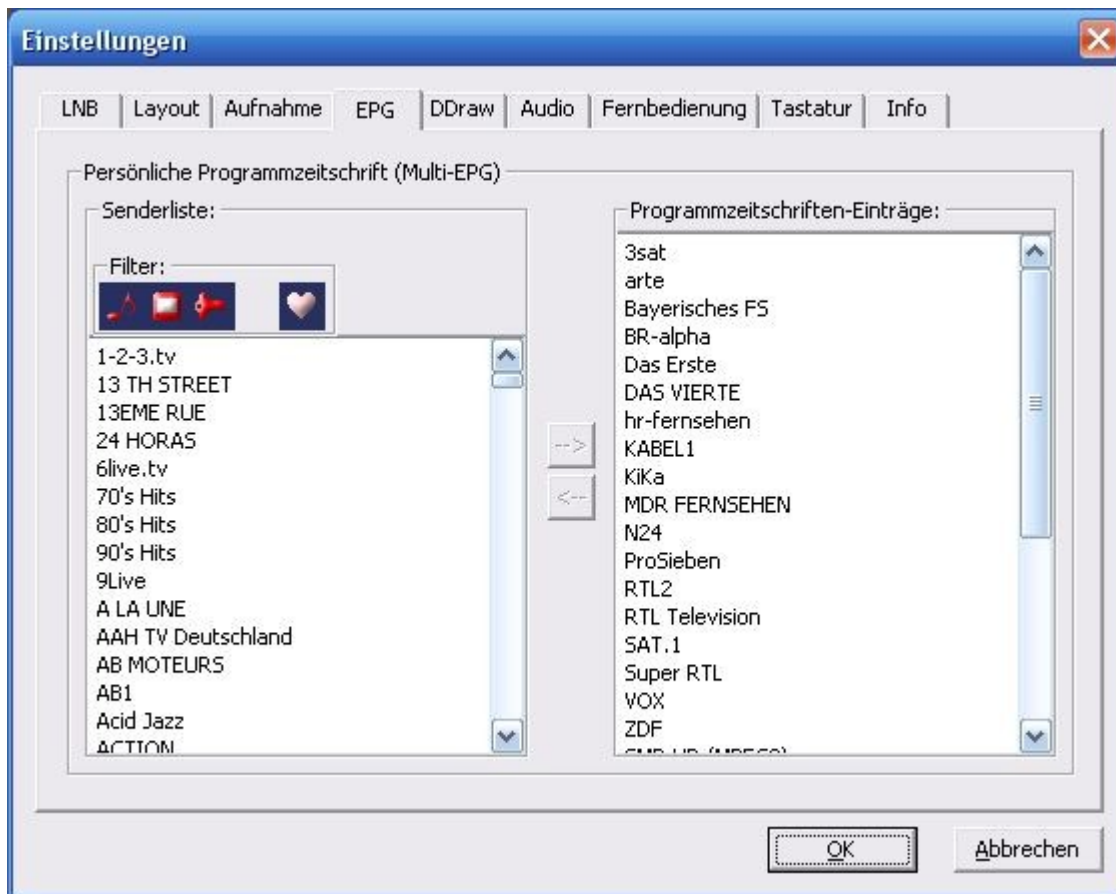 Einstellungen
LNB Layout Aufnahme EPG DDraw Audio Fernbedienung Tastatur Info
Persönliche Programmzeitschrift (Multi-EPG)
Senderliste:
Filter:
1-2-3.tv
13 TH STREET
13EME RUE
24 HORAS
6live.tv
70's Hits
80's Hits
90's Hits
9Live
A LA UNE
AAH TV Deutschland
AB MOTEURS
AB1
Acid Jazz
ACTION
-->
<--
Programmzeitschriften-Einträge:
3sat
arte
Bayerisches FS
BR-alpha
Das Erste
DAS VIERTE
hr-fernsehen
KABEL1
KiKa
MDR FERNSEHEN
N24
ProSieben
RTL2
RTL Television
SAT.1
Super RTL
VOX
ZDF
OK Abbrechen